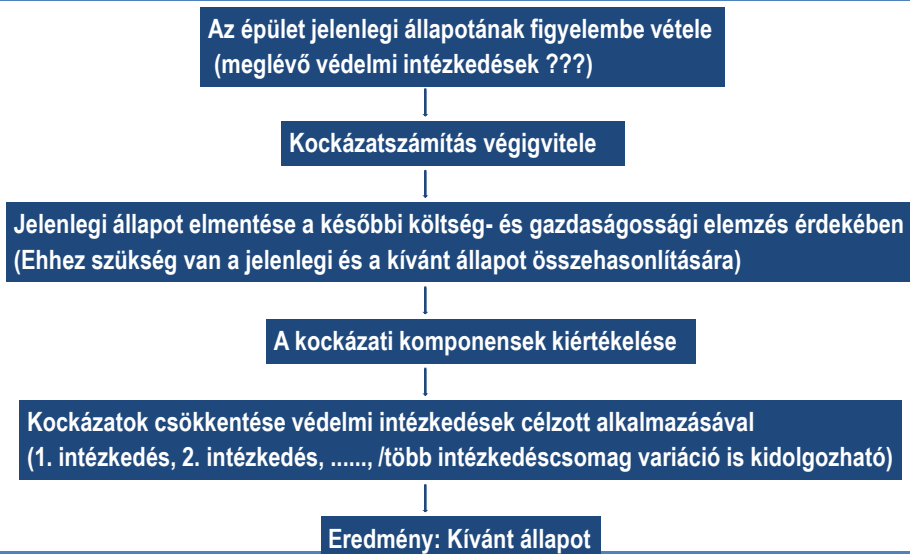 Az épület jelenlegi állapotának figyelembe vétele
(meglévő védelmi intézkedések ???)
Kockázatszámítás végigvitele
Jelenlegi állapot elmentése a későbbi költség- és gazdaságossági elemzés érdekében
(Ehhez szükség van a jelenlegi és a kívánt állapot összehasonlítására)
A kockázati komponensek kiértékelése
Kockázatok csökkentése védelmi intézkedések célzott alkalmazásával
(1. intézkedés, 2. intézkedés, ......, /több intézkedéscsomag variáció is kidolgozható)
Eredmény: Kívánt állapot